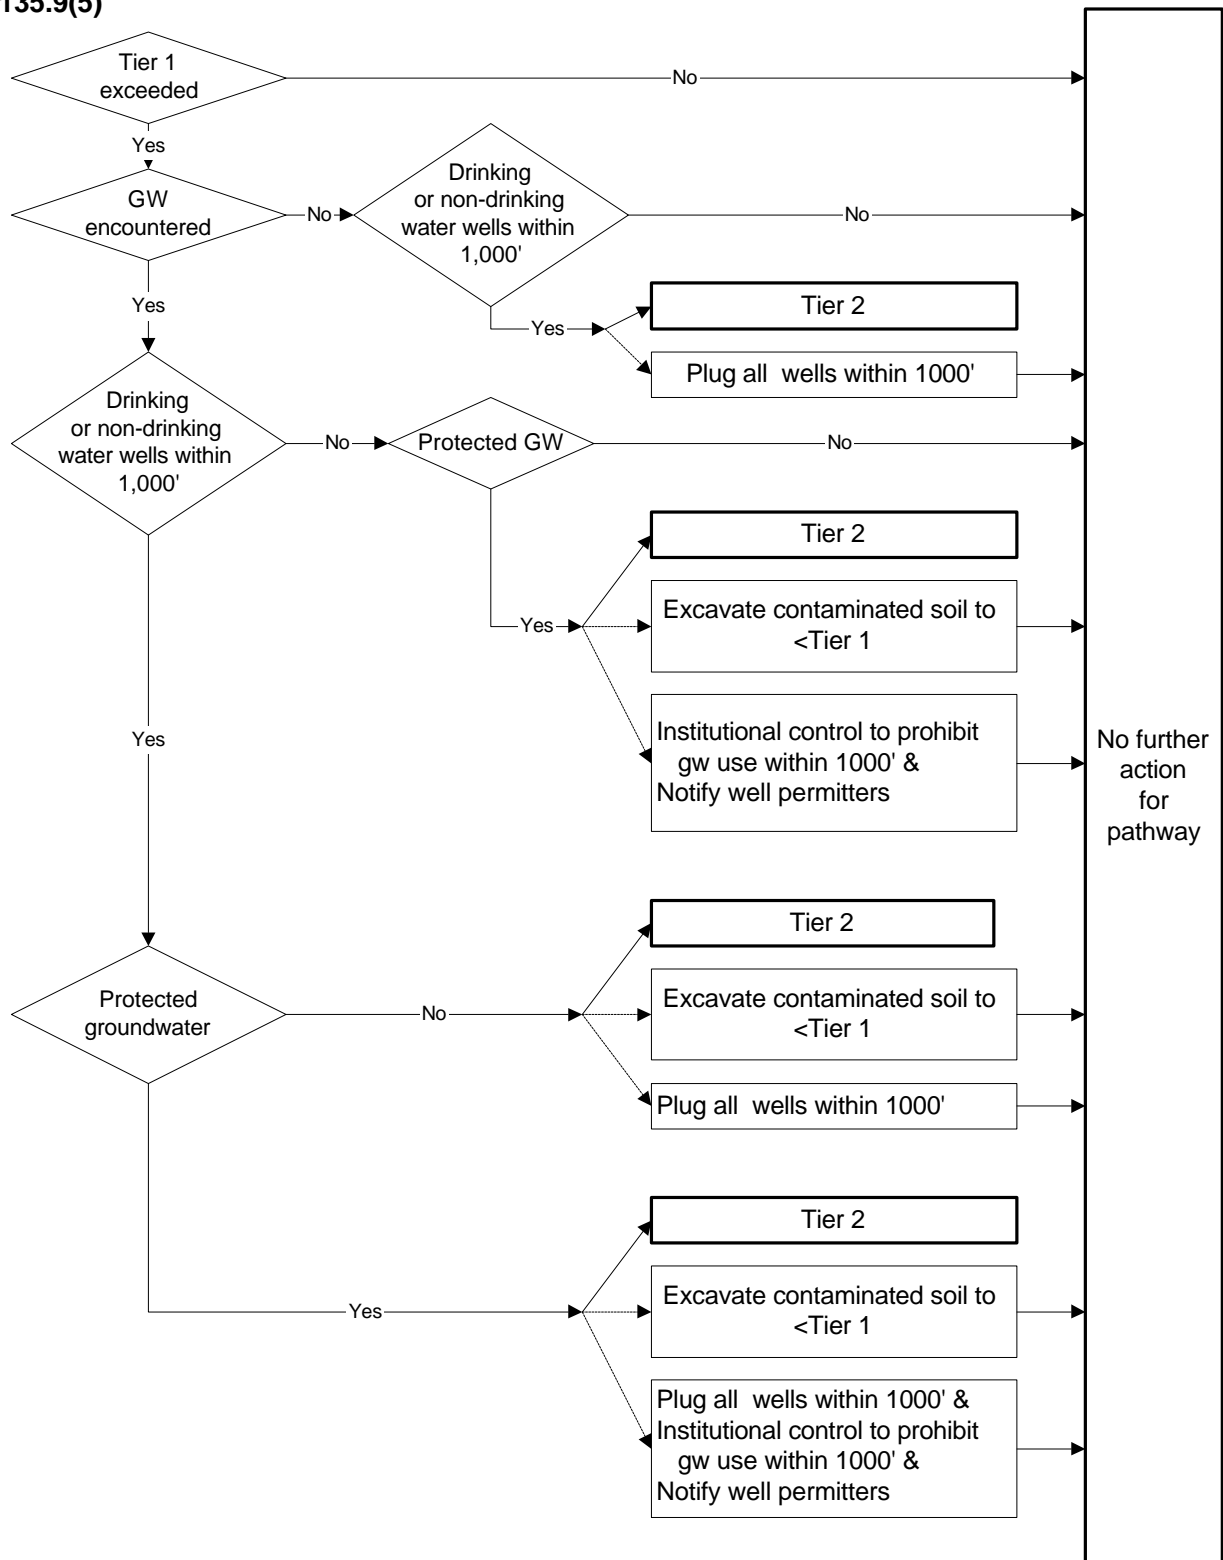 135.9(5)
Tier 1
exceeded
No
Yes
GW
encountered
No
Drinking
or non-drinking
water wells within
1,000'
No
Yes
Yes
Tier 2
Plug all wells within 1000'
Drinking
or non-drinking
water wells within
1,000'
No
Protected GW
No
Yes
Tier 2
Excavate contaminated soil to
<Tier 1
Institutional control to prohibit
gw use within 1000' &
Notify well permitters
Yes
No further
action
for
pathway
Protected
groundwater
No
Tier 2
Excavate contaminated soil to
<Tier 1
Plug all wells within 1000'
Yes
Tier 2
Excavate contaminated soil to
<Tier 1
Plug all wells within 1000' &
Institutional control to prohibit
gw use within 1000' &
Notify well permitters